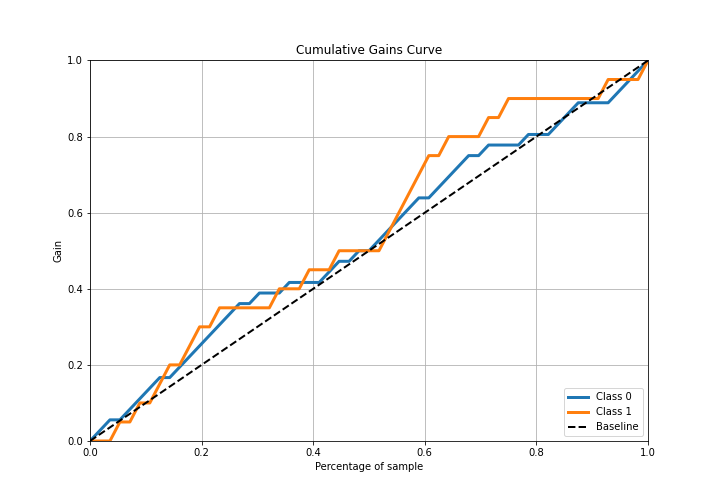 Cumulative Gains Curve
1.0
0.8
0.6
0.4
0.2
0.0
Gain
Class 0
Class 1
Baseline
0.0 0.2 0.4 0.6 0.8 1.0
Percentage of sample